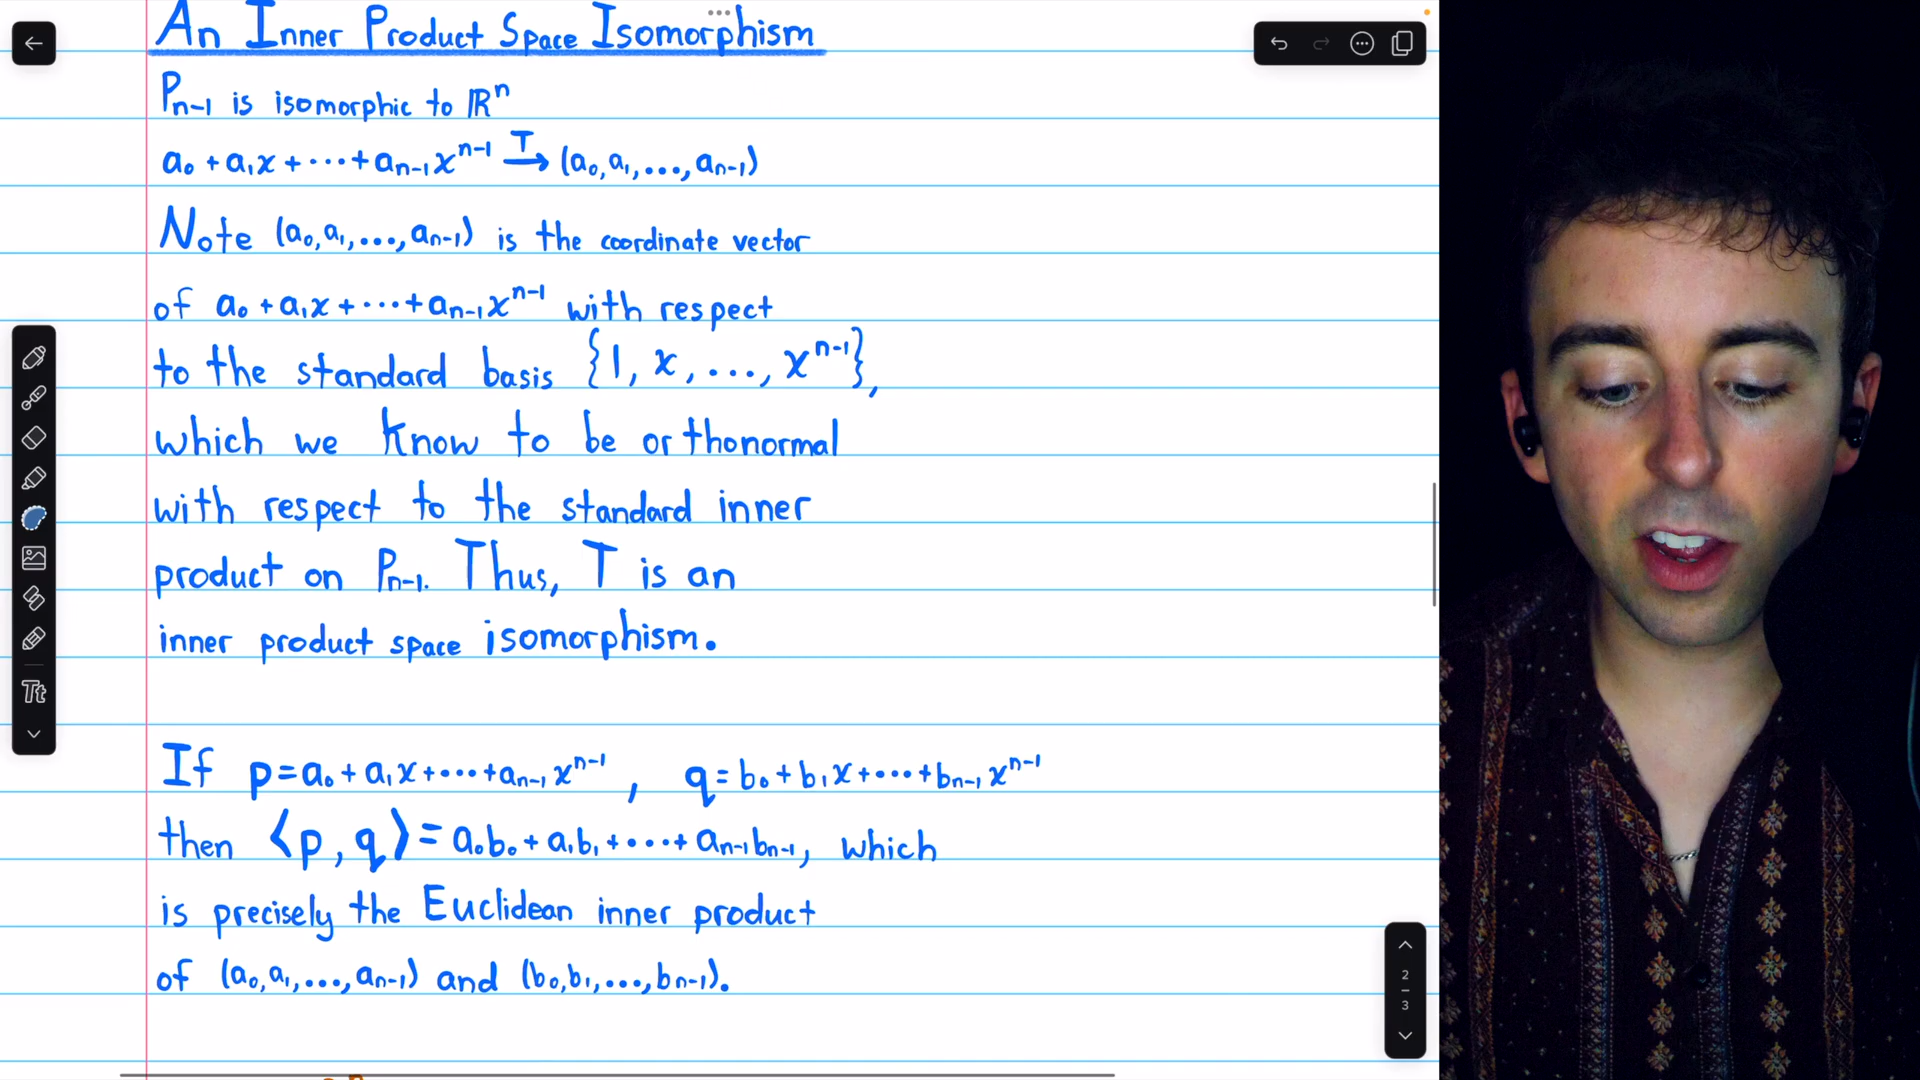 An Inner Product Space Isomorphism
Pₙ₋₁ is isomorphic to ℝⁿ
a₀ + a₁x + ⋯ + aₙ₋₁xⁿ⁻¹ T→ (a₀, a₁, ..., aₙ₋₁)
Note (a₀, a₁, ..., aₙ₋₁) is the coordinate vector
of a₀ + a₁x + ⋯ + aₙ₋₁xⁿ⁻¹ with respect
to the standard basis {1, x, ..., xⁿ⁻¹},
which we know to be orthonormal
with respect to the standard inner
product on Pₙ₋₁. Thus, T is an
inner product space isomorphism.
If p = a₀ + a₁x + ⋯ + aₙ₋₁xⁿ⁻¹, q = b₀ + b₁x + ⋯ + bₙ₋₁xⁿ⁻¹
then ⟨p, q⟩ = a₀b₀ + a₁b₁ + ⋯ + aₙ₋₁bₙ₋₁, which
is precisely the Euclidean inner product
of (a₀, a₁, ..., aₙ₋₁) and (b₀, b₁, ..., bₙ₋₁).
Tt
2
3